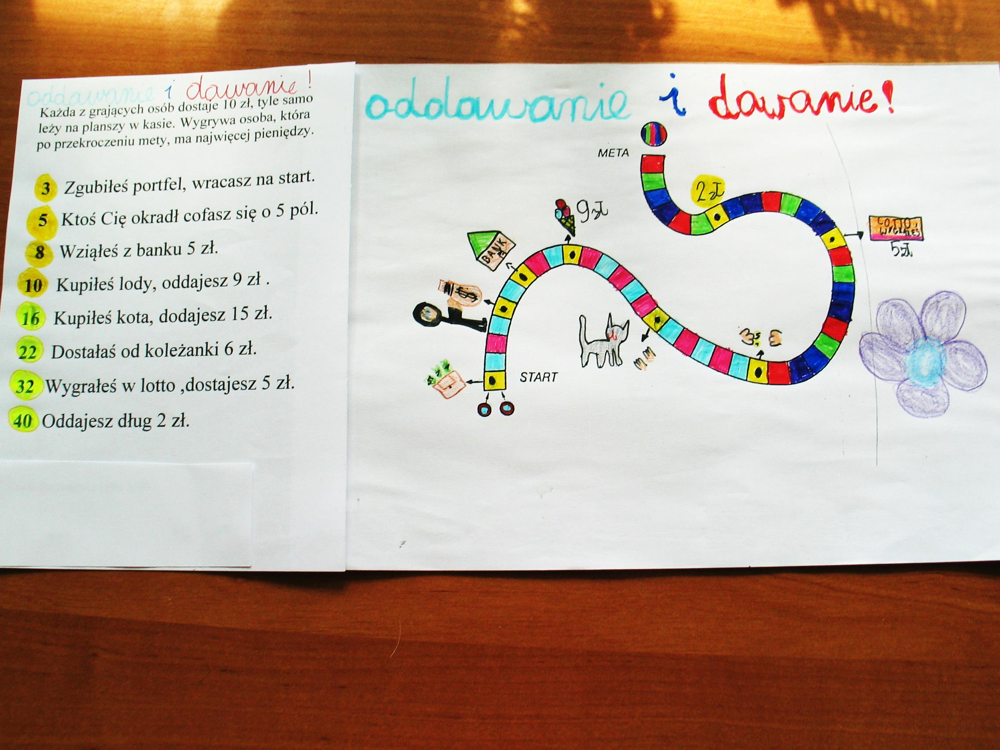 oddawanie i dawanie!
Każda z grających osób dostaje 10 zł, tyle samo
leży na planszy w kasie. Wygrywa osoba, która
po przekroczeniu mety, ma najwięcej pieniędzy.
3 Zgubiłeś portfel, wracasz na start.
5 Ktoś Cię okradł cofasz się o 5 pól.
8 Wziąłeś z banku 5 zł.
10 Kupiłeś lody, oddajesz 9 zł .
16 Kupiłeś kota, dodajesz 15 zł.
22 Dostałaś od koleżanki 6 zł.
32 Wygrałeś w lotto ,dostajesz 5 zł.
40 Oddajesz dług 2 zł.
oddawanie i dawanie!
META
2 zł
9 zł
LOTTO
WYGRAŁEŚ
5 zł
BANK
$
START